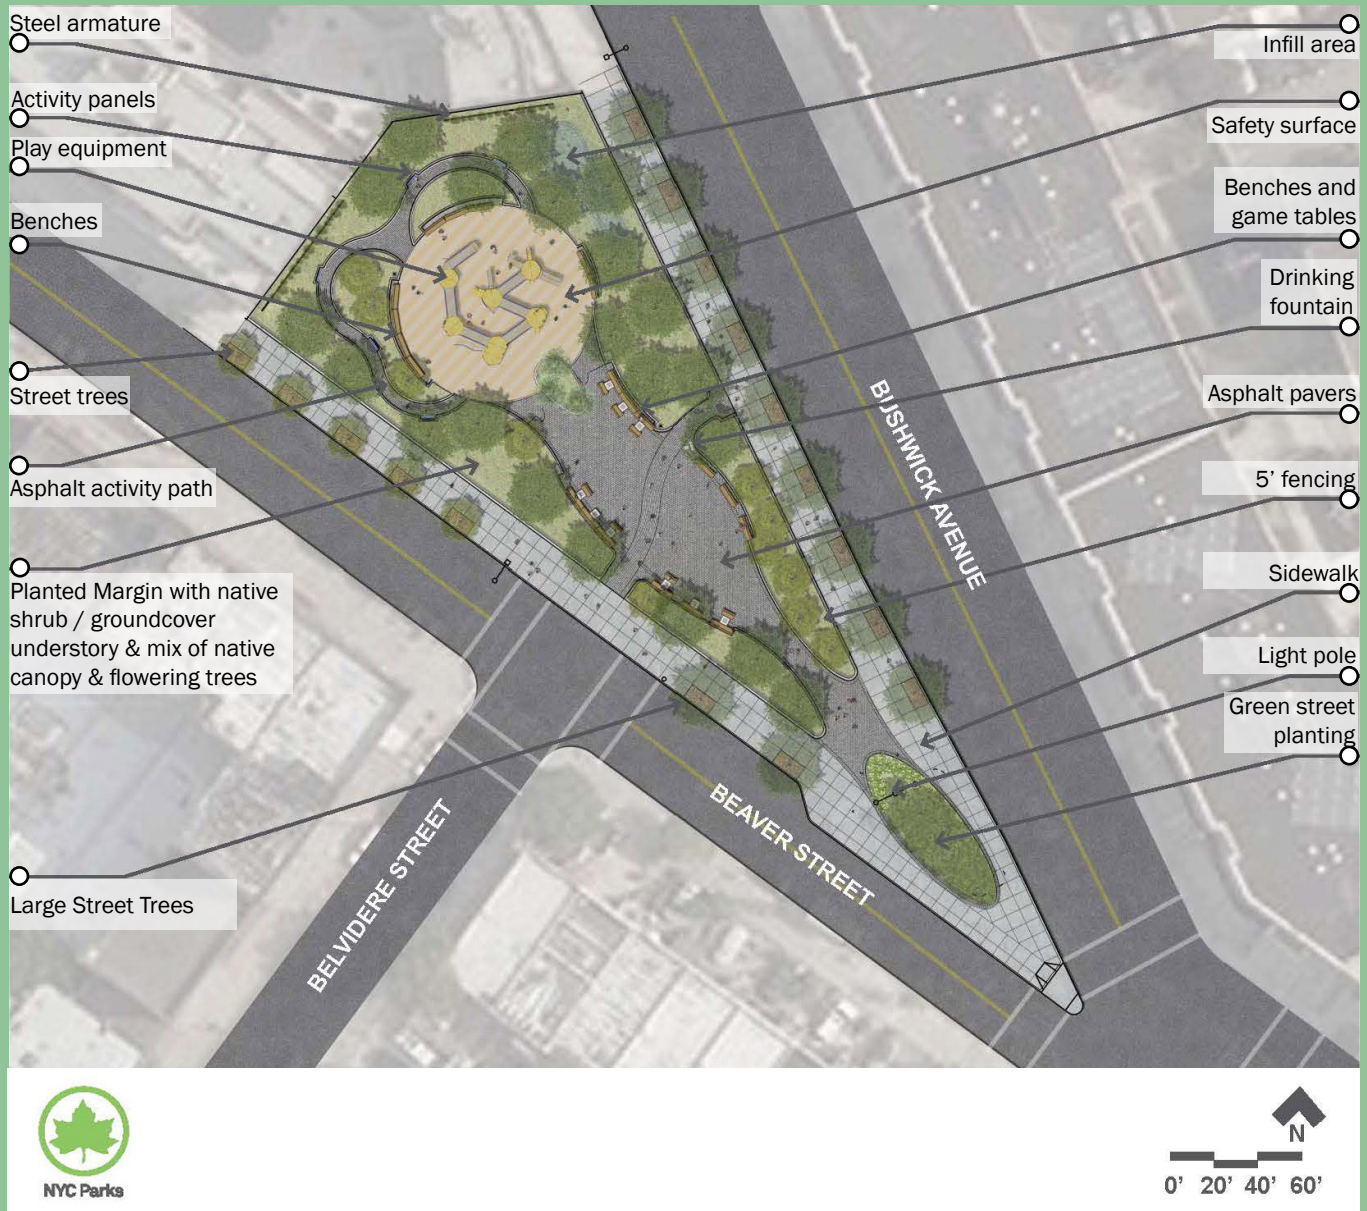 Steel armature
Activity panels
Play equipment
Benches
Street trees
Asphalt activity path
Planted Margin with native
shrub / groundcover
understory & mix of native
canopy & flowering trees
Large Street Trees
Infill area
Safety surface
Benches and
game tables
Drinking
fountain
Asphalt pavers
5’ fencing
Sidewalk
Light pole
Green street
planting
BUSHWICK AVENUE
BEAVER STREET
BELVIDERE STREET
NYC Parks
N
0’ 20’ 40’ 60’